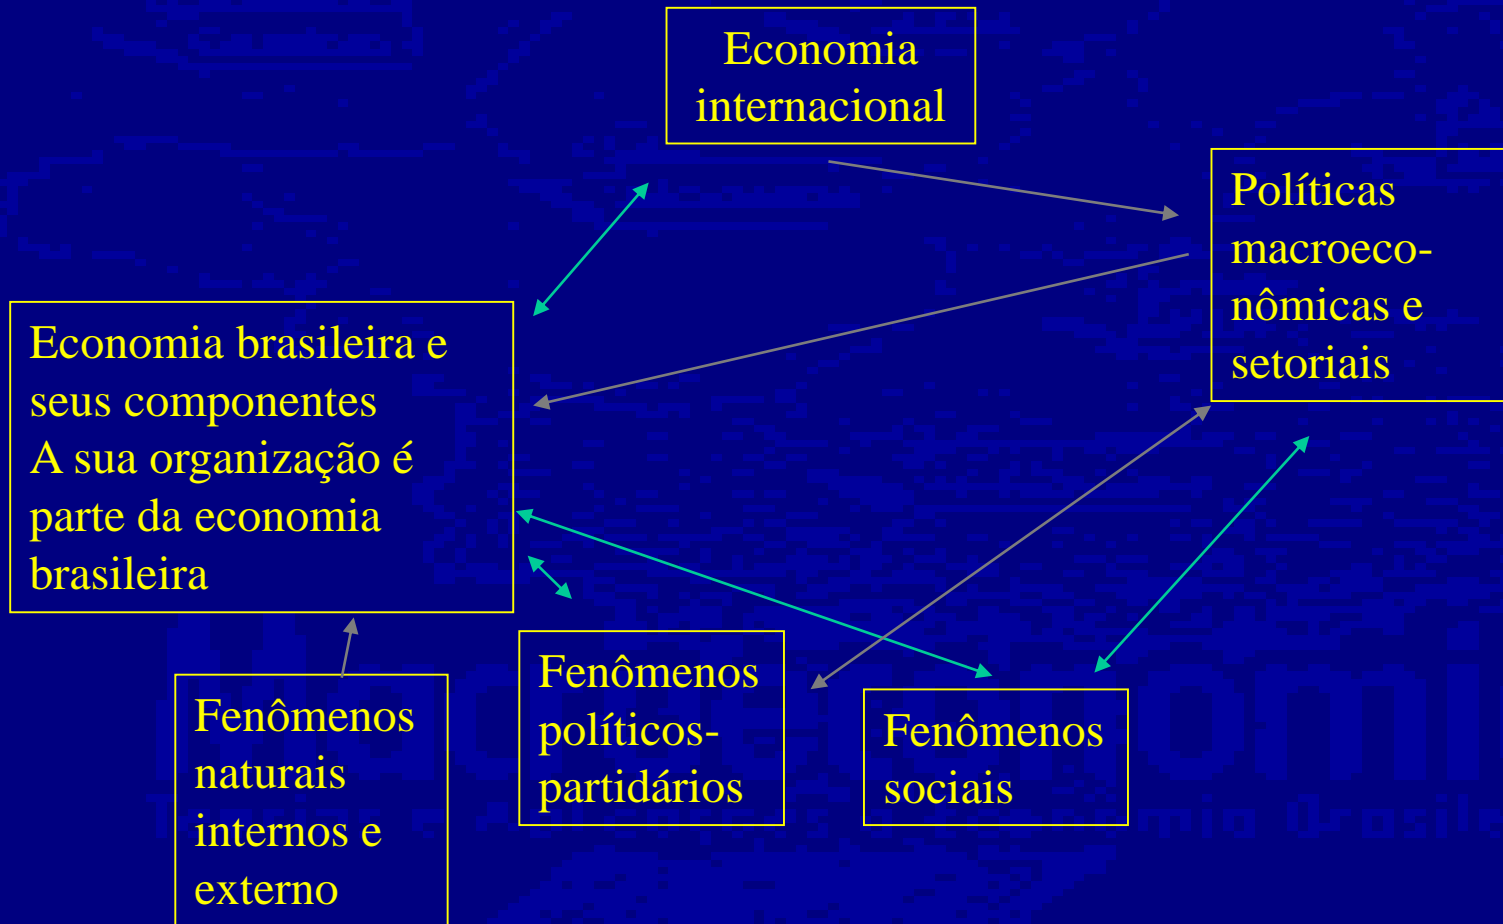 Economia
internacional
Políticas
macroeco-
nômicas e
setoriais
Economia brasileira e
seus componentes
A sua organização é
parte da economia
brasileira
Fenômenos
políticos-
partidários
Fenômenos
sociais
Fenômenos
naturais
internos e
externo